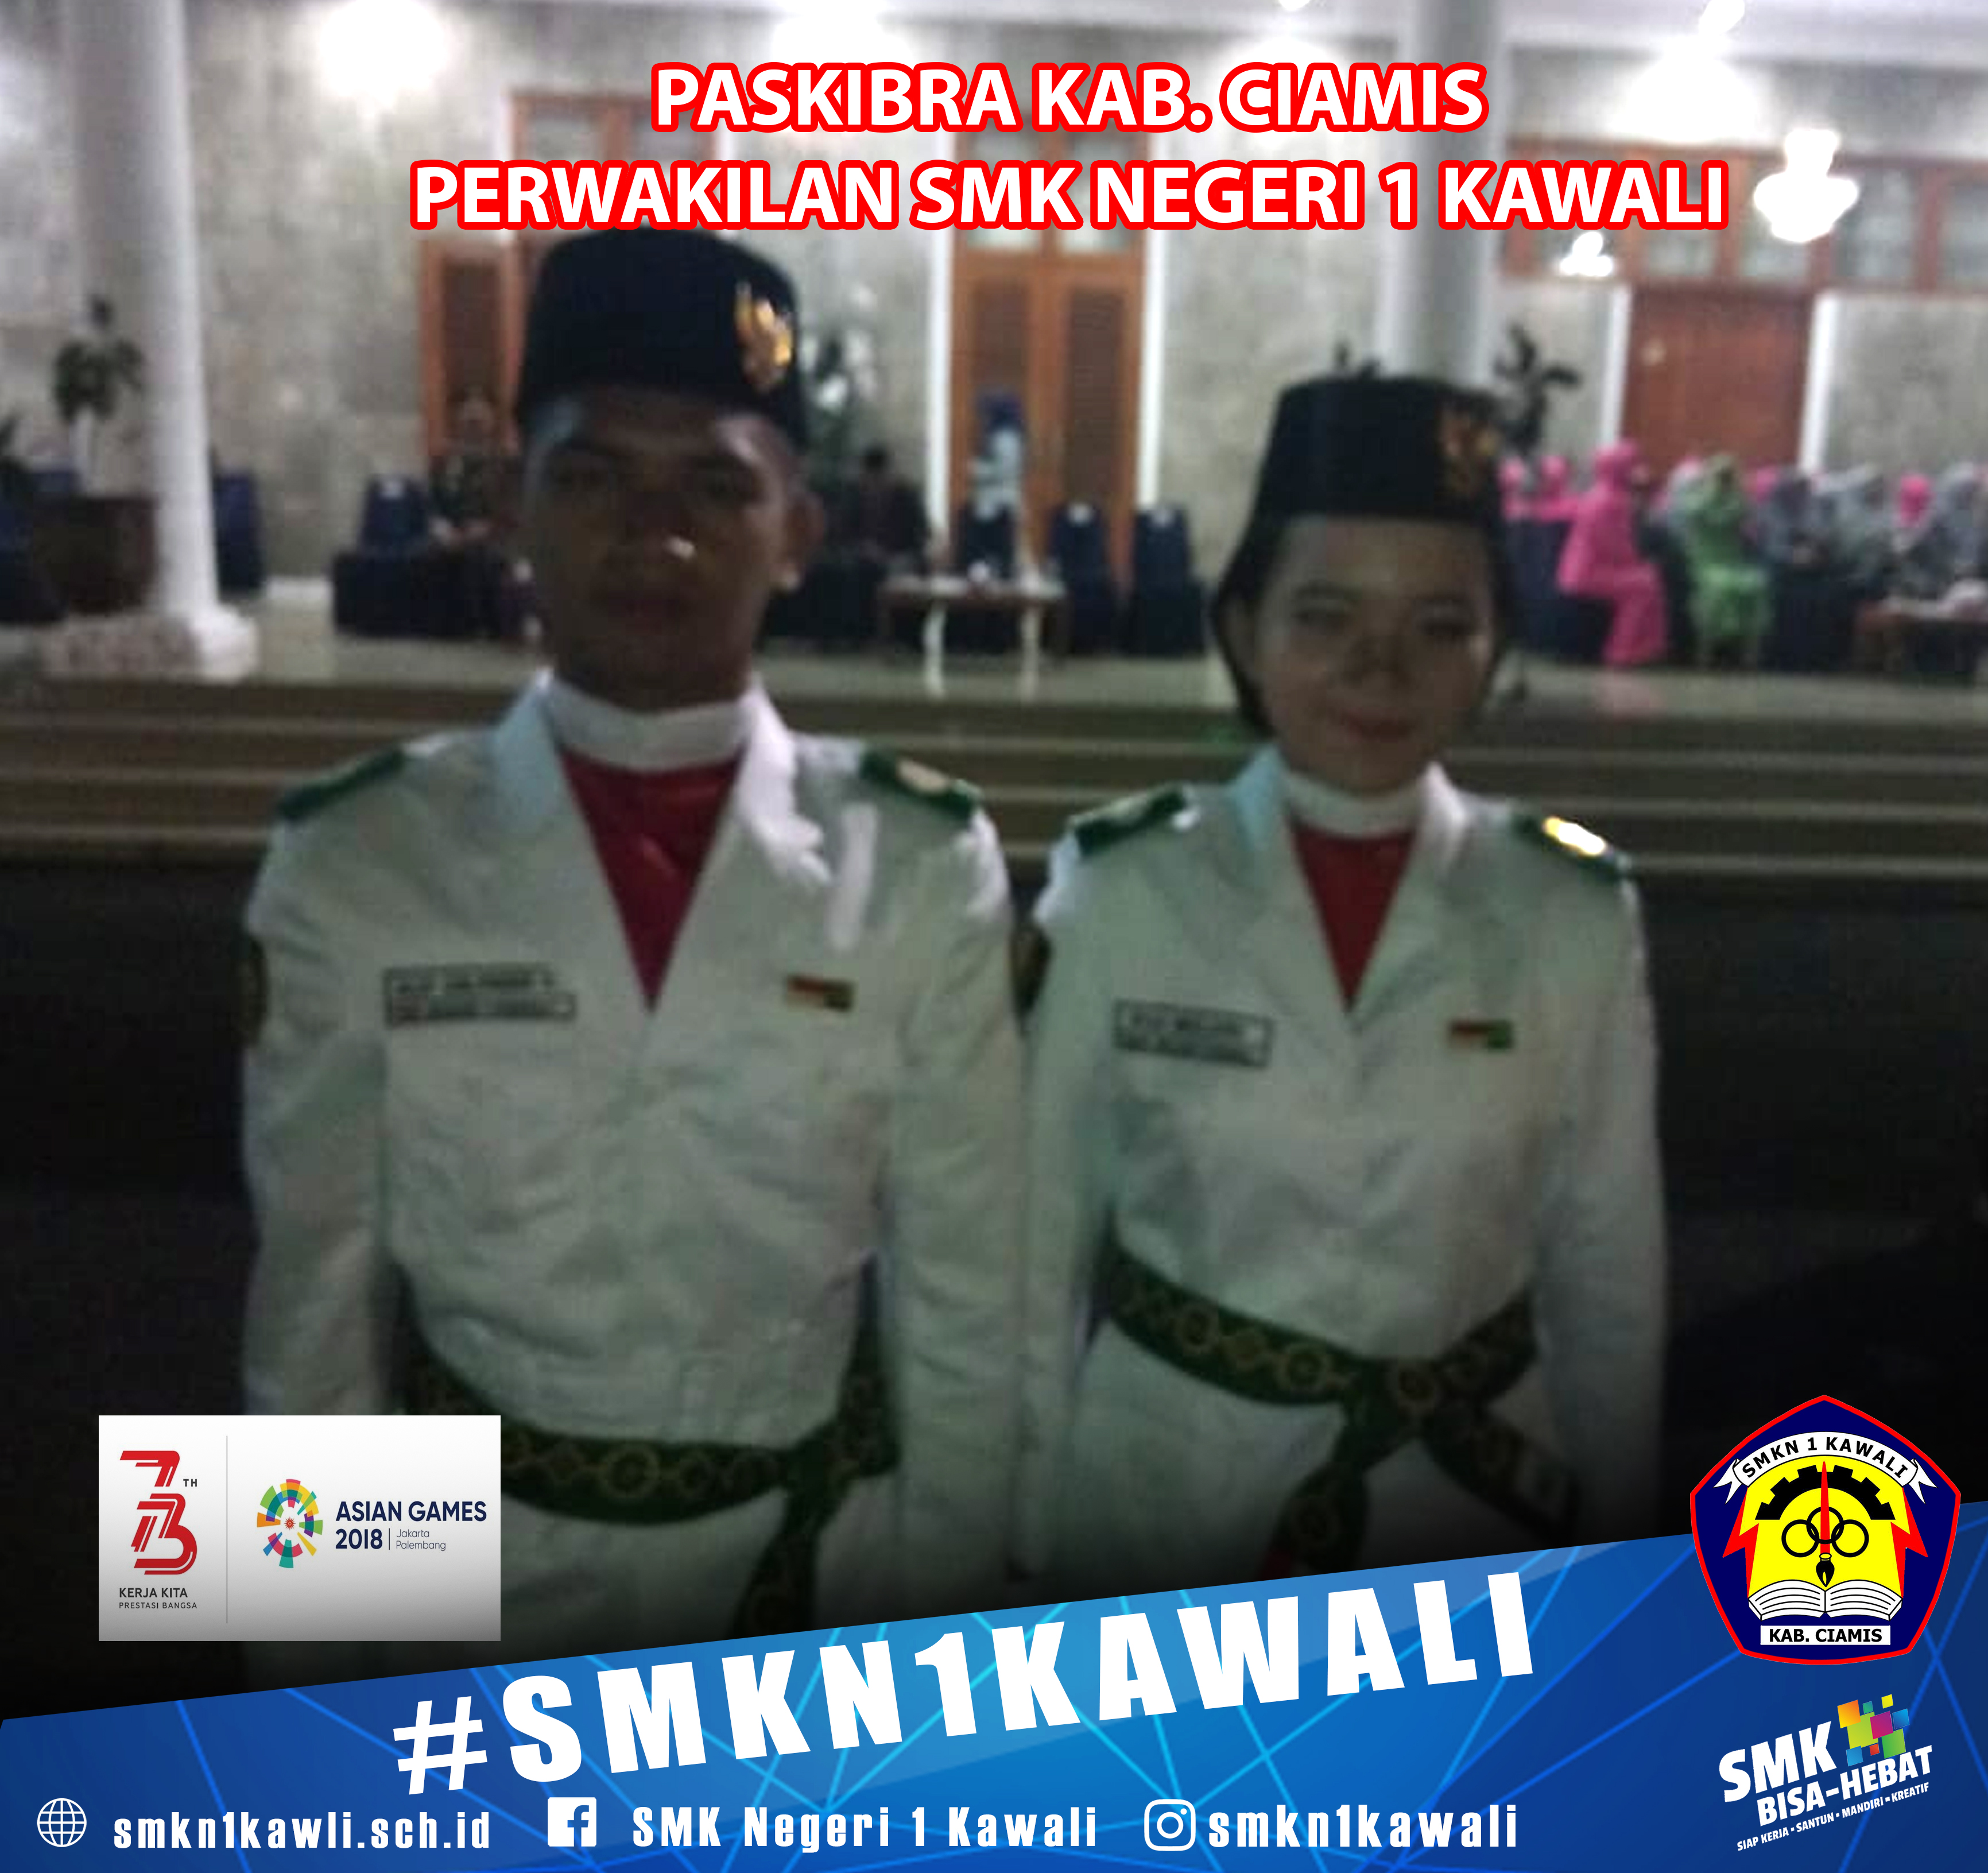 PASKIBRA KAB. CIAMIS
PERWAKILAN SMK NEGERI 1 KAWALI
73 TH
KERJA KITA
PRESTASI BANGSA
ASIAN GAMES
2018 | Jakarta Palembang
SMKN 1 KAWALI
KAB. CIAMIS
#SMKN1KAWALI
SMK
BISA-HEBAT
SIAP KERJA • SANTUN • MANDIRI • KREATIF
smkn1kawli.sch.id
SMK Negeri 1 Kawali
smkn1kawali